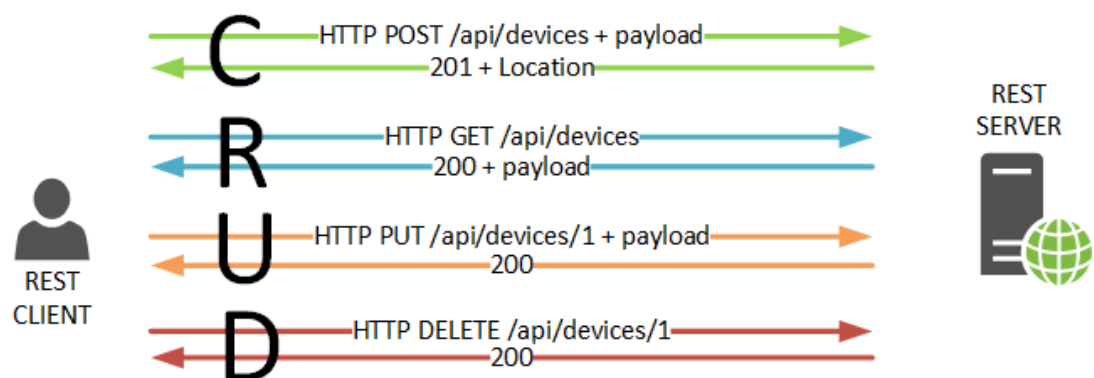 C
HTTP POST /api/devices + payload
201 + Location
R
HTTP GET /api/devices
200 + payload
U
HTTP PUT /api/devices/1 + payload
200
D
HTTP DELETE /api/devices/1
200
REST
CLIENT
REST
SERVER